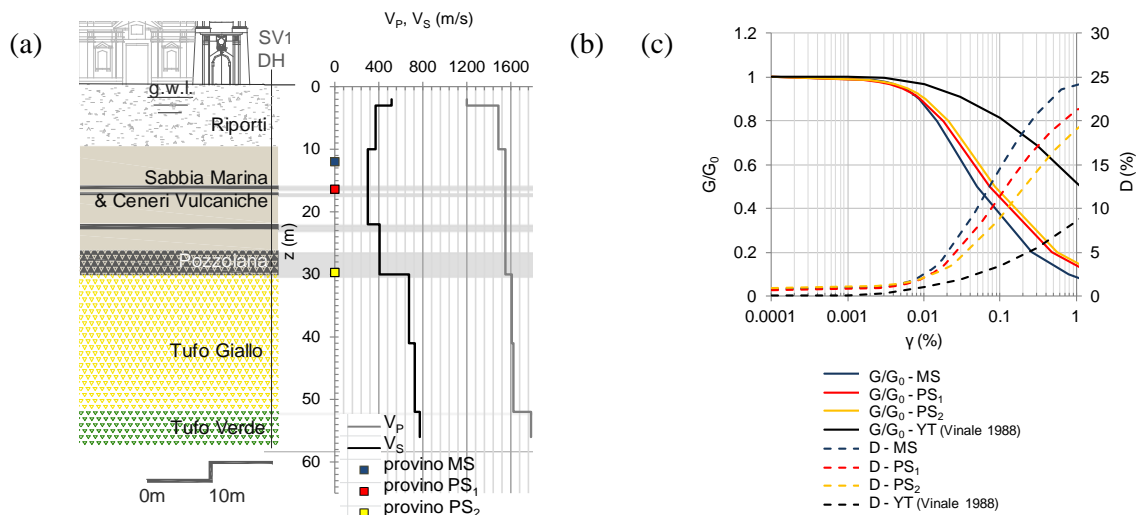 (a)
SV1
DH
g.w.l.
Riporti
Sabbia Marina
& Ceneri Vulcaniche
Pozzolana
Tufo Giallo
Tufo Verde
0m 10m
(b)
V_P, V_S (m/s)
0 400 800 1200 1600
0
10
20
30
40
50
60
z (m)
V_P
V_S
provino MS
provino PS₁
provino PS₂
(c)
1.2
1
0.8
0.6
0.4
0.2
0
G/G₀
30
25
20
15
10
5
0
D (%)
0.0001 0.001 0.01 0.1 1
γ (%)
G/G₀ - MS
G/G₀ - PS₁
G/G₀ - PS₂
G/G₀ - YT (Vinale 1988)
D - MS
D - PS₁
D - PS₂
D - YT (Vinale 1988)